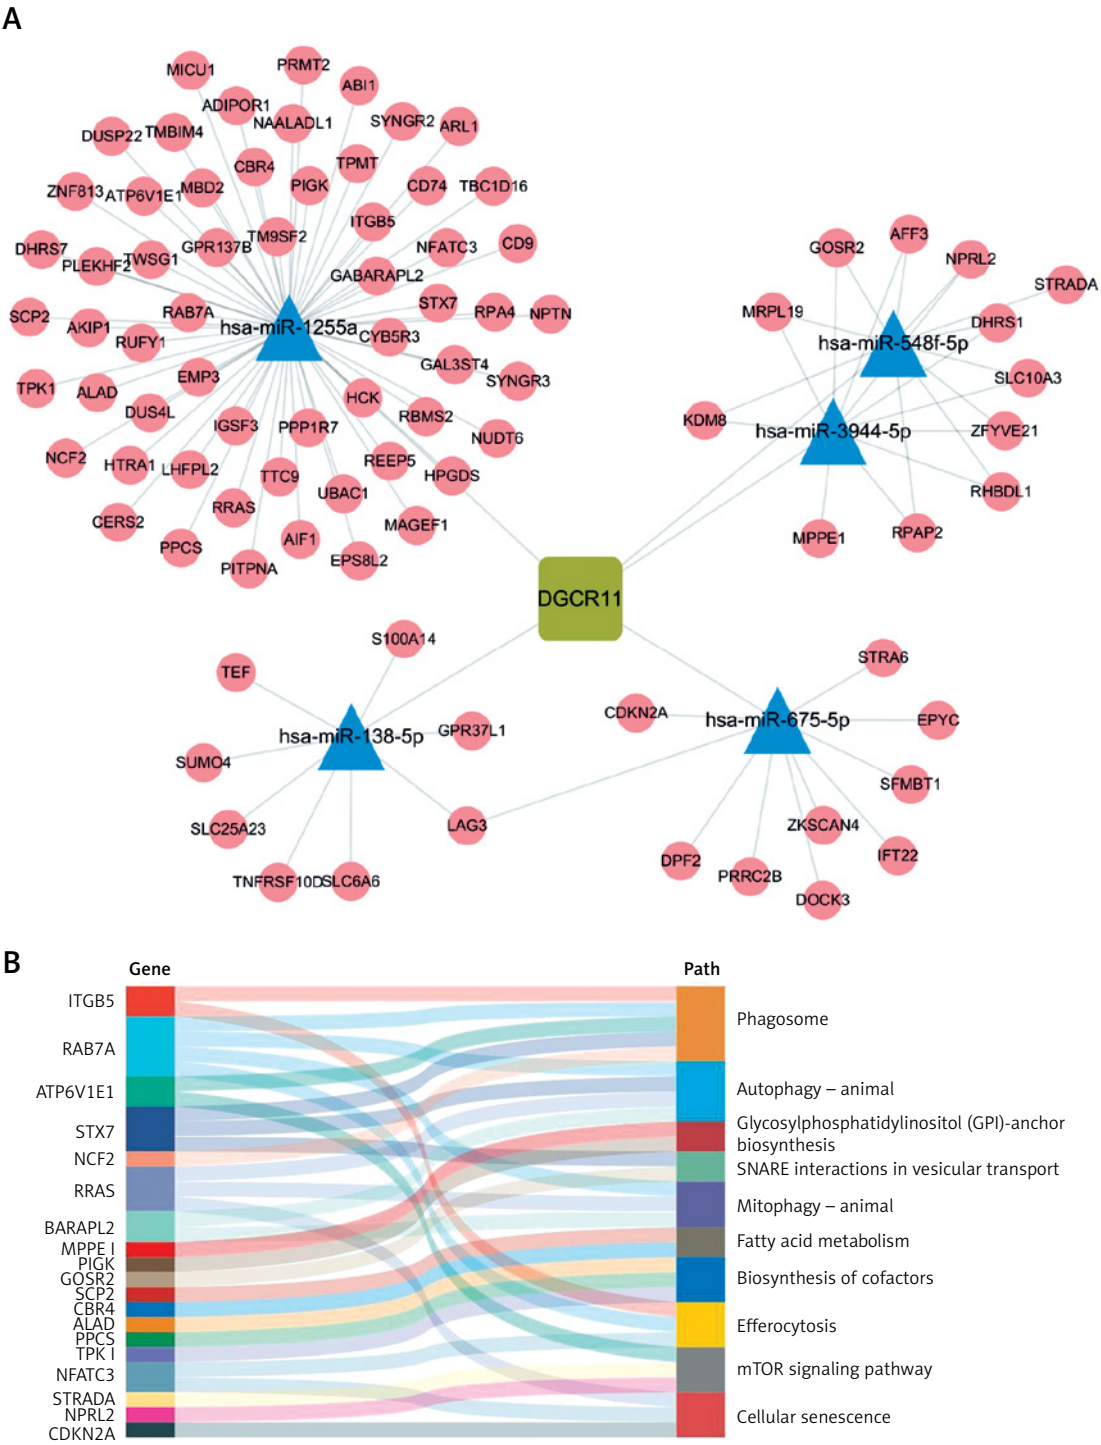 A
MICU1
PRMT2
ABI1
ADIPOR1
NAALADL1
SYNGR2
ARL1
DUSP22
TMBIM4
CBR4
TPMT
ZNF813
ATP6V1E1
MBD2
PIGK
CD74
TBC1D16
ITGB5
DHRS7
PLEKHF2
TWSG1
GPR137B
TM9SF2
NFATC3
CD9
GABARAPL2
SCP2
AKIP1
RAB7A
RUFY1
hsa-miR-1255a
STX7
RPA4
NPTN
CYB5R3
TPK1
ALAD
EMP3
GAL3ST4
SYNGR3
DUS4L
HCK
IGSF3
PPP1R7
RBMS2
NUDT6
NCF2
HTRA1
LHFPL2
TTC9
REEP5
HPGDS
UBAC1
CERS2
RRAS
MAGEF1
PPCS
AIF1
PITPNA
EPS8L2
GOSR2
AFF3
NPRL2
STRADA
MRPL19
DHRS1
hsa-miR-548f-5p
SLC10A3
KDM8
hsa-miR-3944-5p
ZFYVE21
RHBDL1
MPPE1
RPAP2
DGCR11
S100A14
TEF
hsa-miR-138-5p
GPR37L1
SUMO4
SLC25A23
LAG3
TNFRSF10D
SLC6A6
STRA6
CDKN2A
hsa-miR-675-5p
EPYC
SFMBT1
ZKSCAN4
IFT22
DPF2
PRRC2B
DOCK3
B
Gene
Path
ITGB5
RAB7A
ATP6V1E1
STX7
NCF2
RRAS
BARAPL2
MPPE I
PIGK
GOSR2
SCP2
CBR4
ALAD
PPCS
TPK I
NFATC3
STRADA
NPRL2
CDKN2A
Phagosome
Autophagy – animal
Glycosylphosphatidylinositol (GPI)-anchor
biosynthesis
SNARE interactions in vesicular transport
Mitophagy – animal
Fatty acid metabolism
Biosynthesis of cofactors
Efferocytosis
mTOR signaling pathway
Cellular senescence